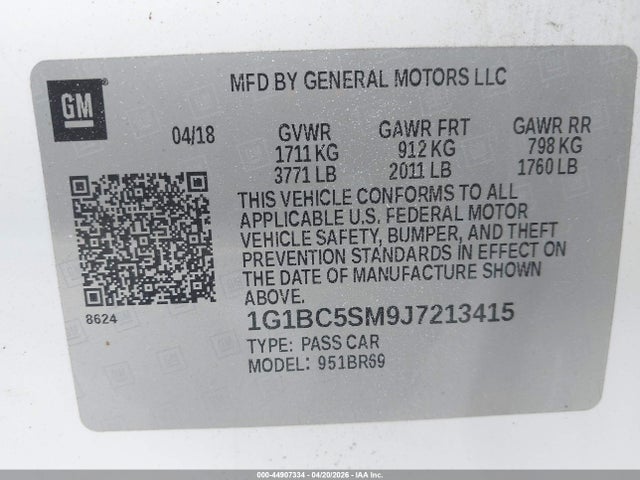 GM
MFD BY GENERAL MOTORS LLC
04/18 GVWR GAWR FRT GAWR RR
1711 KG 912 KG 798 KG
3771 LB 2011 LB 1760 LB
THIS VEHICLE CONFORMS TO ALL
APPLICABLE U.S. FEDERAL MOTOR
VEHICLE SAFETY, BUMPER, AND THEFT
PREVENTION STANDARDS IN EFFECT ON
THE DATE OF MANUFACTURE SHOWN
ABOVE.
8624
1G1BC5SM9J7213415
TYPE: PASS CAR
MODEL: 951BR69
000-44907334 - 04/20/2026 - IAA Inc.